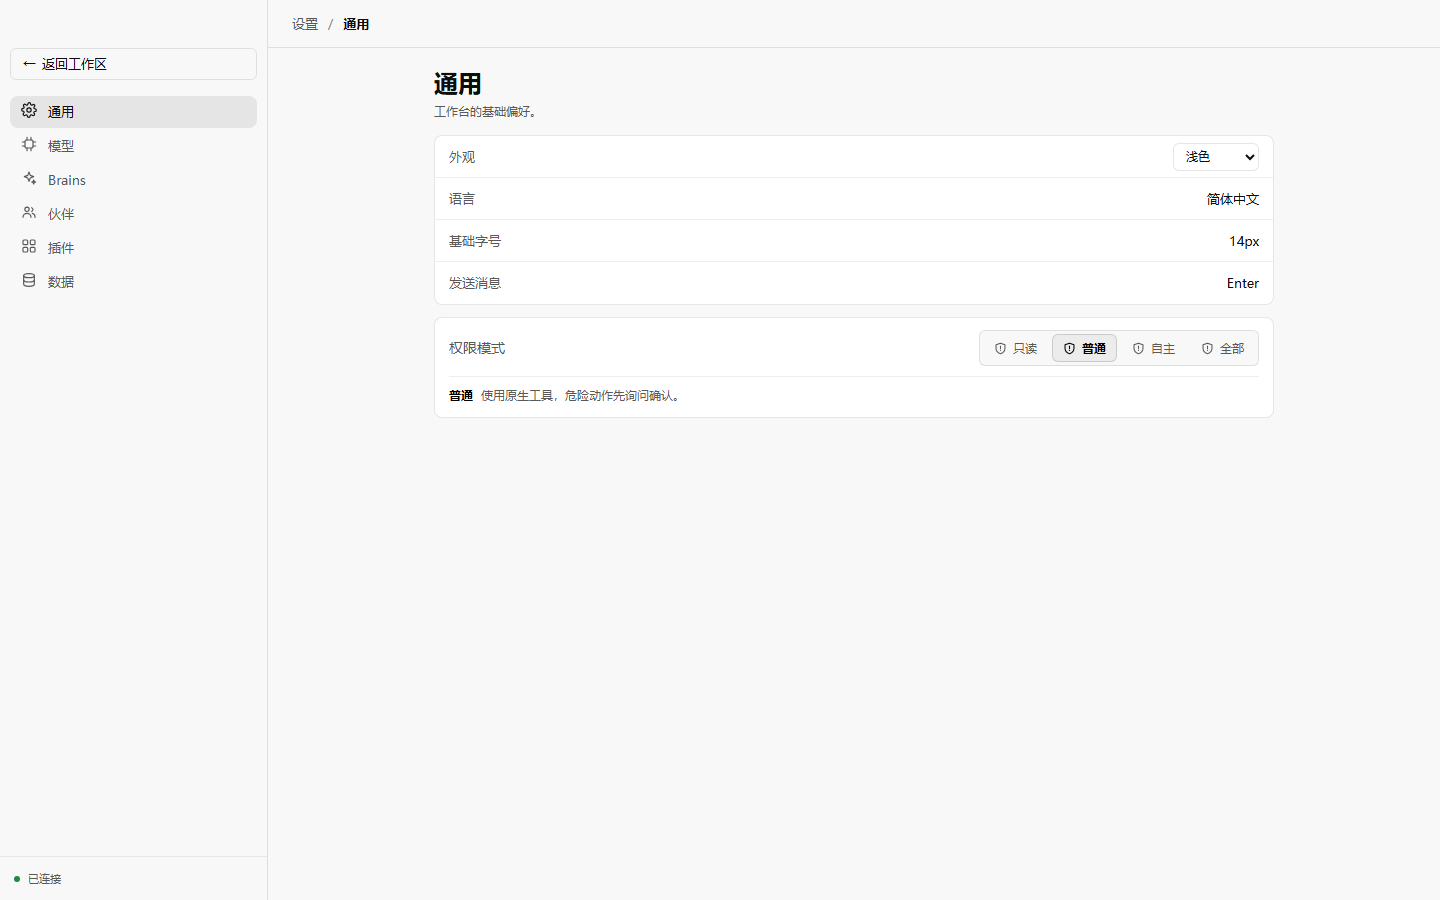 设置 / 通用
← 返回工作区
通用
模型
Brains
伙伴
插件
数据
已连接
通用
工作台的基础偏好。
外观 浅色
语言 简体中文
基础字号 14px
发送消息 Enter
权限模式 只读 普通 自主 全部
普通 使用原生工具，危险动作先询问确认。